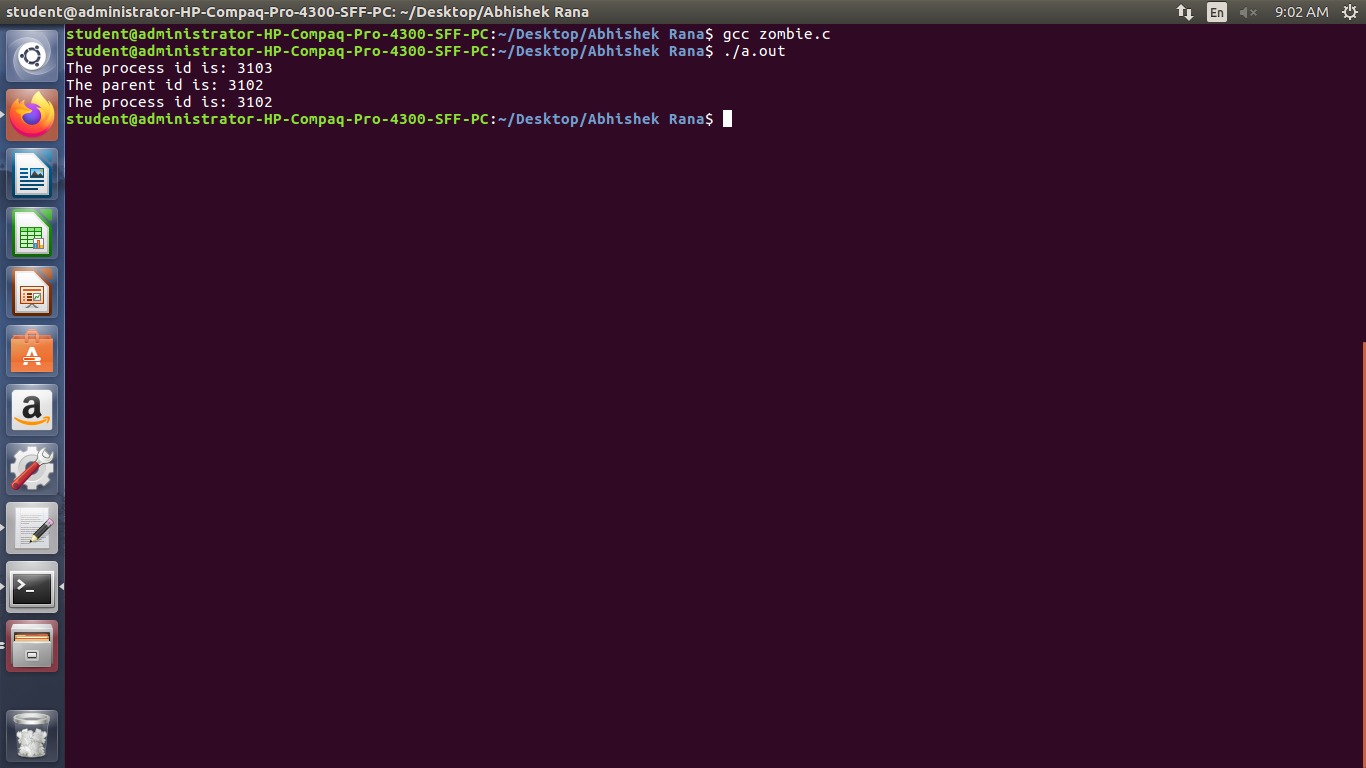 student@administrator-HP-Compaq-Pro-4300-SFF-PC: ~/Desktop/Abhishek Rana
En
9:02 AM
student@administrator-HP-Compaq-Pro-4300-SFF-PC:~/Desktop/Abhishek Rana$ gcc zombie.c
student@administrator-HP-Compaq-Pro-4300-SFF-PC:~/Desktop/Abhishek Rana$ ./a.out
The process id is: 3103
The parent id is: 3102
The process id is: 3102
student@administrator-HP-Compaq-Pro-4300-SFF-PC:~/Desktop/Abhishek Rana$
A
a
>_